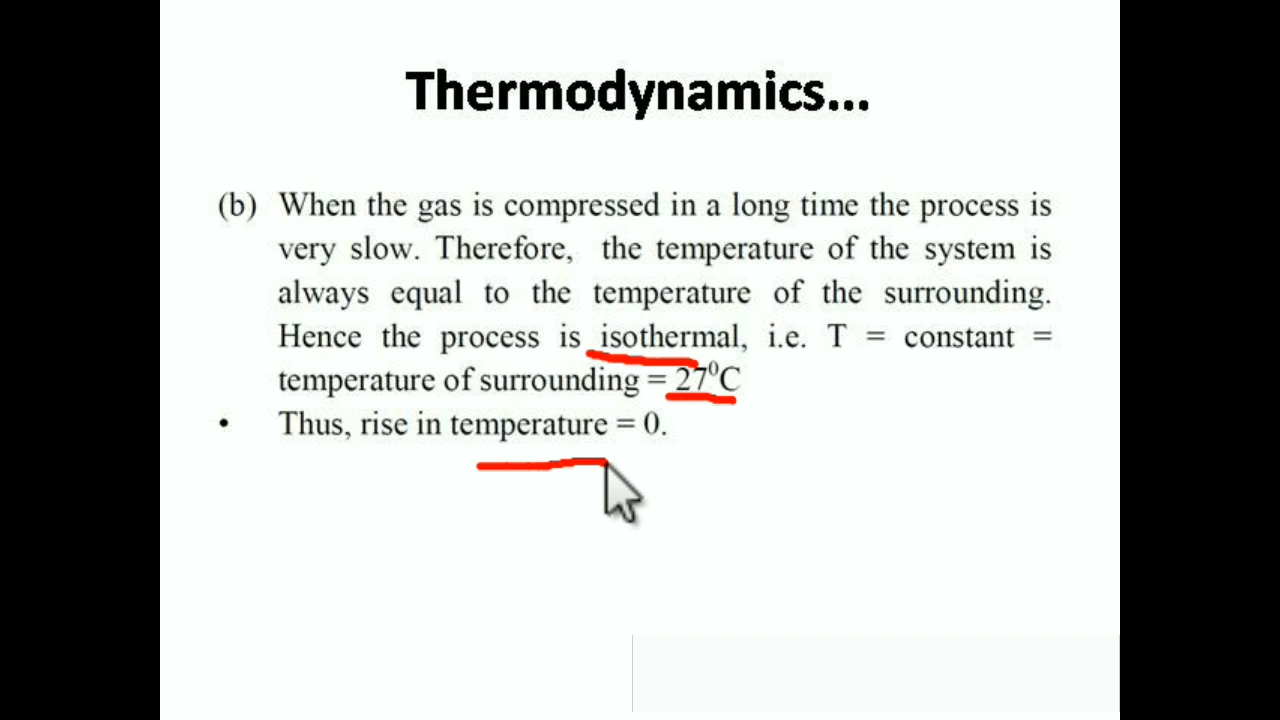 Thermodynamics...
(b) When the gas is compressed in a long time the process is
very slow. Therefore, the temperature of the system is
always equal to the temperature of the surrounding.
Hence the process is isothermal, i.e. T = constant =
temperature of surrounding = 27⁰C
• Thus, rise in temperature = 0.